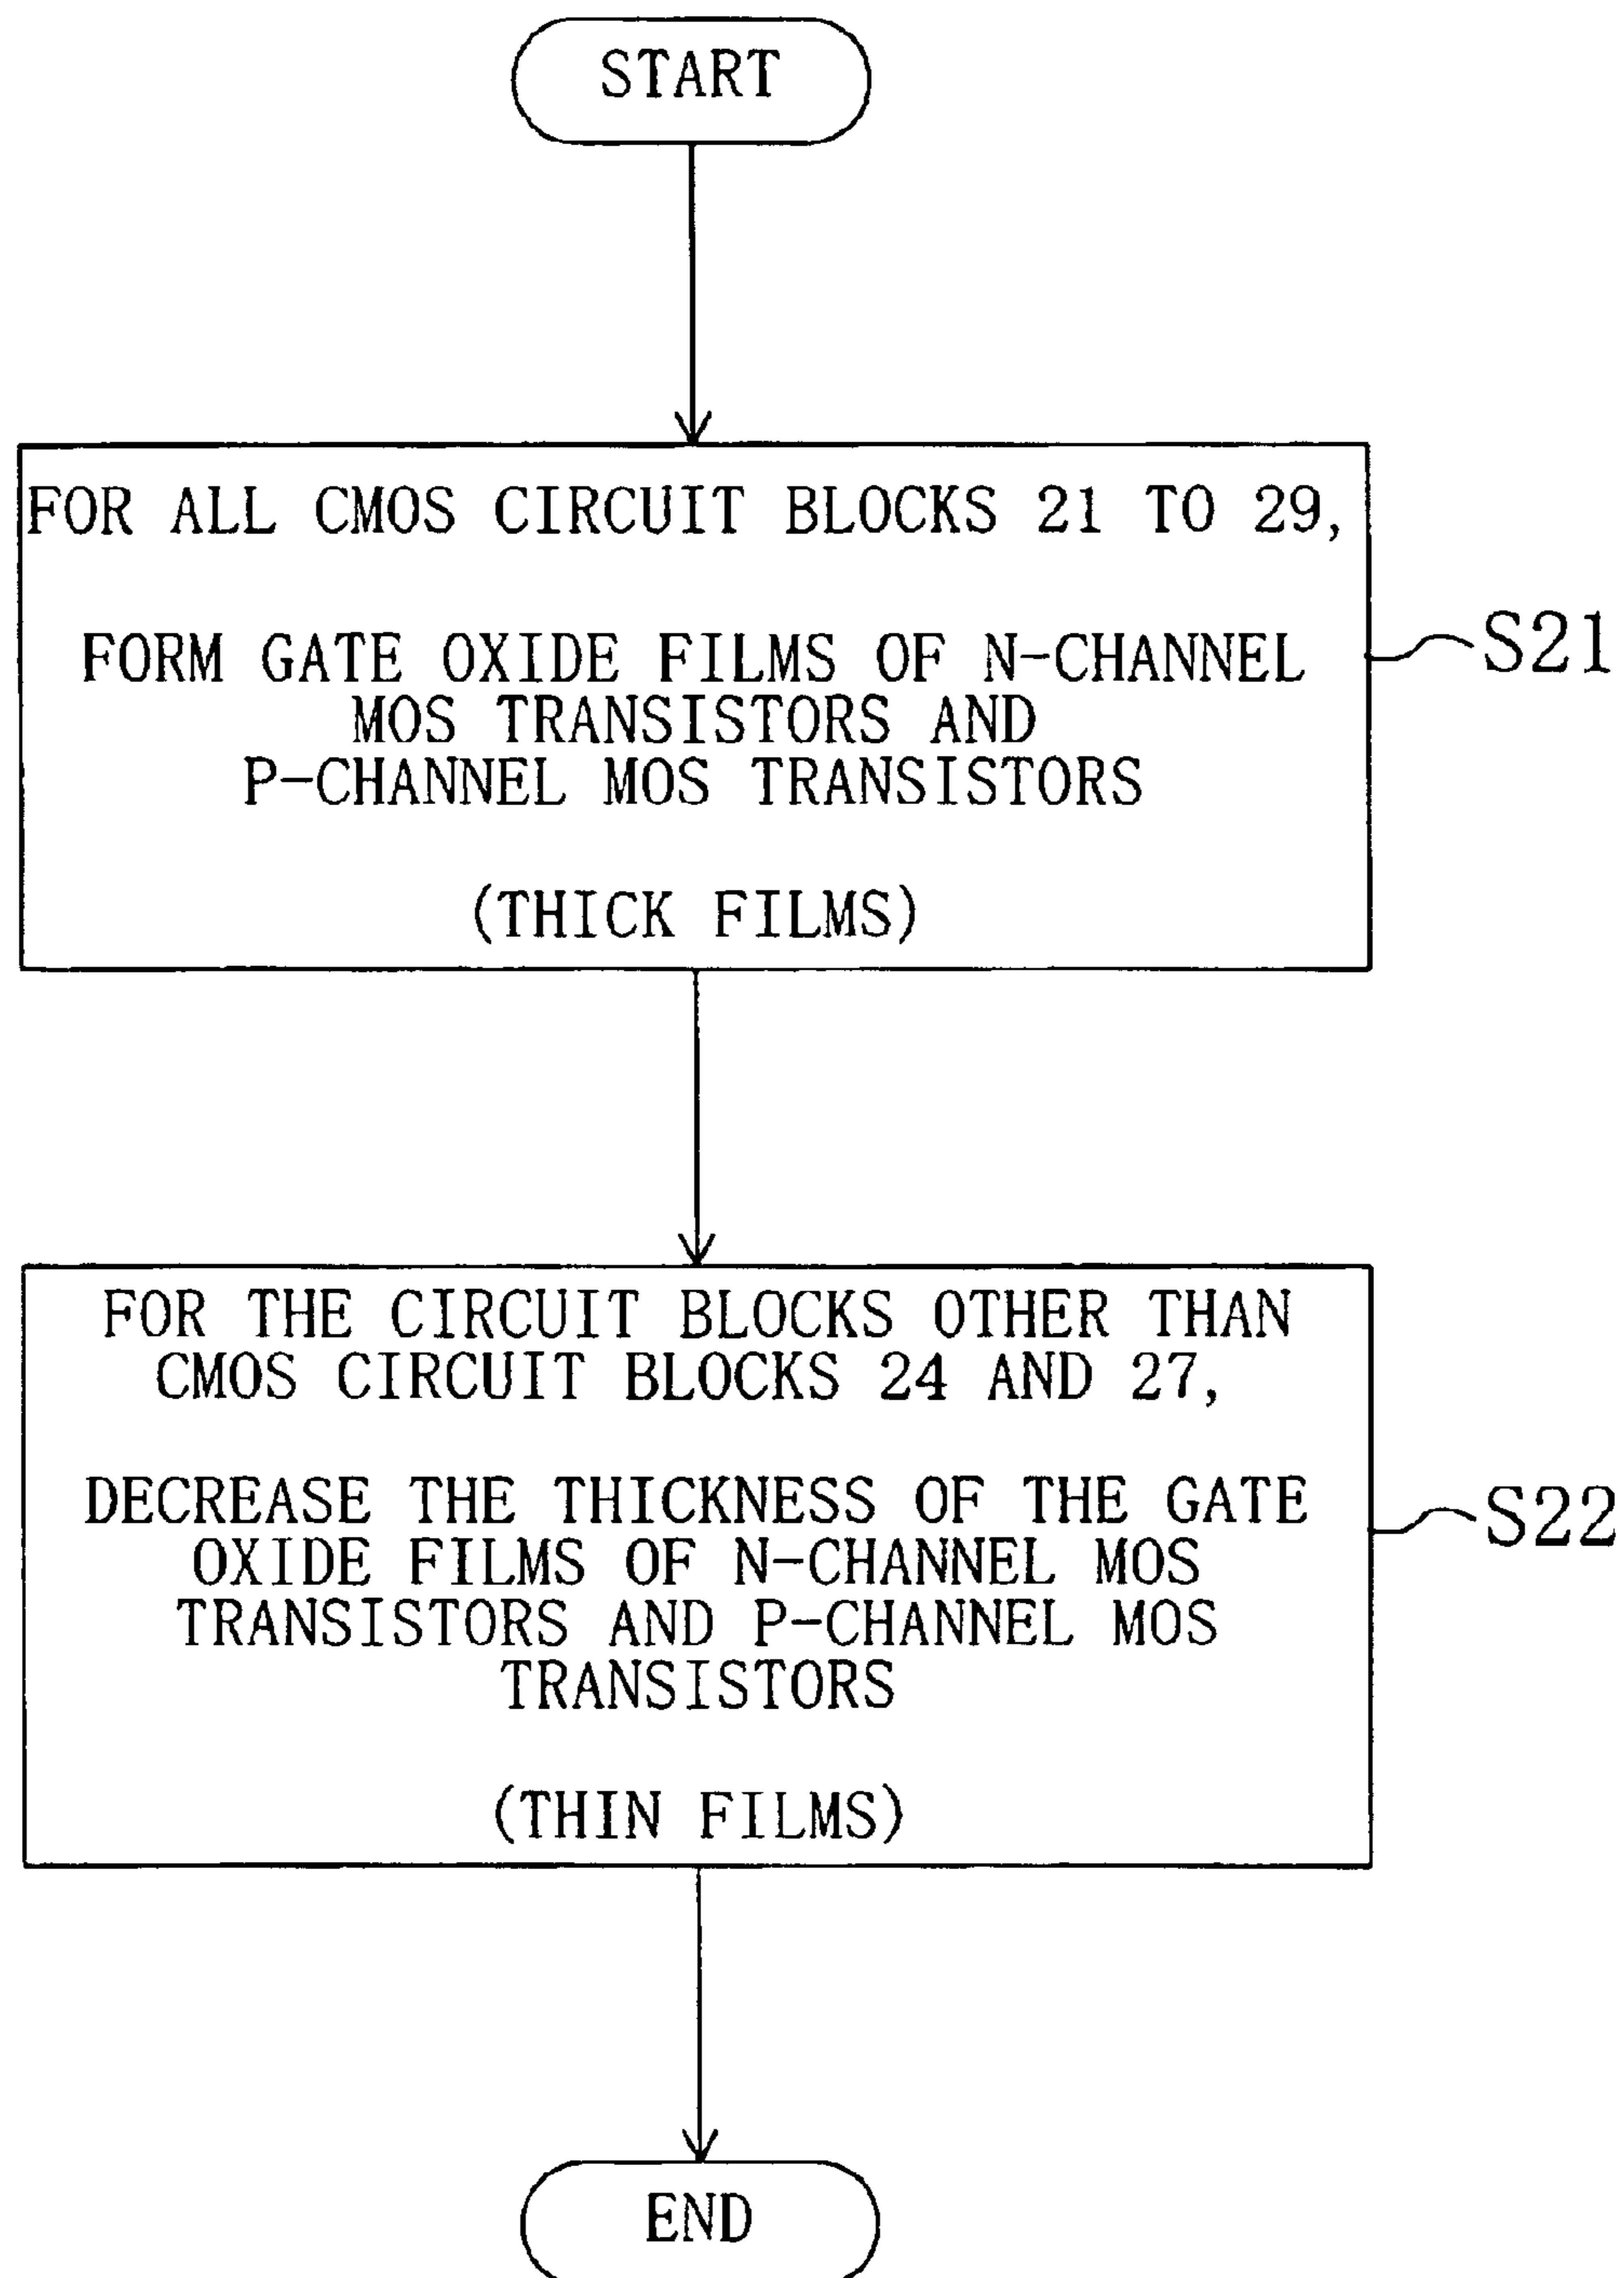 START
FOR ALL CMOS CIRCUIT BLOCKS 21 TO 29,
FORM GATE OXIDE FILMS OF N-CHANNEL
MOS TRANSISTORS AND
P-CHANNEL MOS TRANSISTORS
(THICK FILMS)
S21
FOR THE CIRCUIT BLOCKS OTHER THAN
CMOS CIRCUIT BLOCKS 24 AND 27,
DECREASE THE THICKNESS OF THE GATE
OXIDE FILMS OF N-CHANNEL MOS
TRANSISTORS AND P-CHANNEL MOS
TRANSISTORS
(THIN FILMS)
S22
END